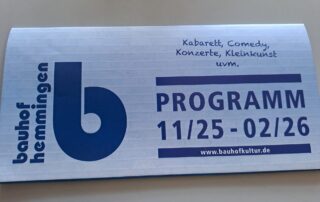 bauhof
hemmingen
b
Kabarett, Comedy,
Konzerte, Kleinkunst
uvm.
PROGRAMM
11/25 - 02/26
www.bauhofkultur.de